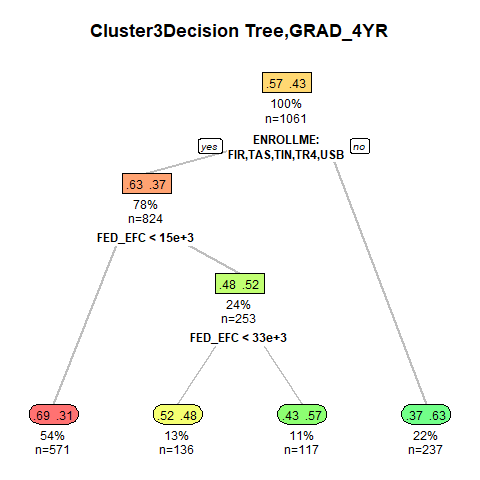 Cluster3Decision Tree,GRAD_4YR
.57 .43
100%
n=1061
yes
ENROLLME:
FIR,TAS,TIN,TR4,USB
no
.63 .37
78%
n=824
FED_EFC < 15e+3
.48 .52
24%
n=253
FED_EFC < 33e+3
.69 .31
54%
n=571
.52 .48
13%
n=136
.43 .57
11%
n=117
.37 .63
22%
n=237